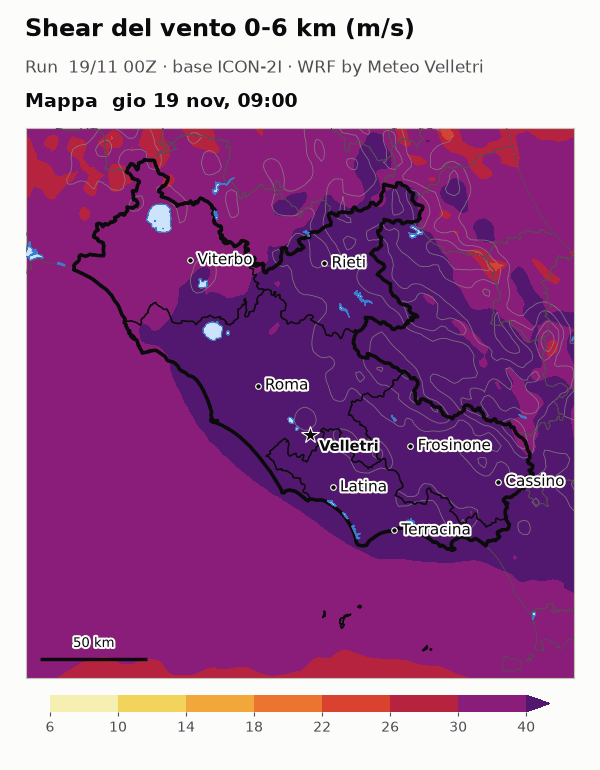 Shear del vento 0-6 km (m/s)
Run  19/11 00Z · base ICON-2I · WRF by Meteo Velletri
Mappa  gio 19 nov, 09:00
Viterbo
Rieti
Roma
Velletri
Frosinone
Latina
Cassino
Terracina
50 km
6 10 14 18 22 26 30 40